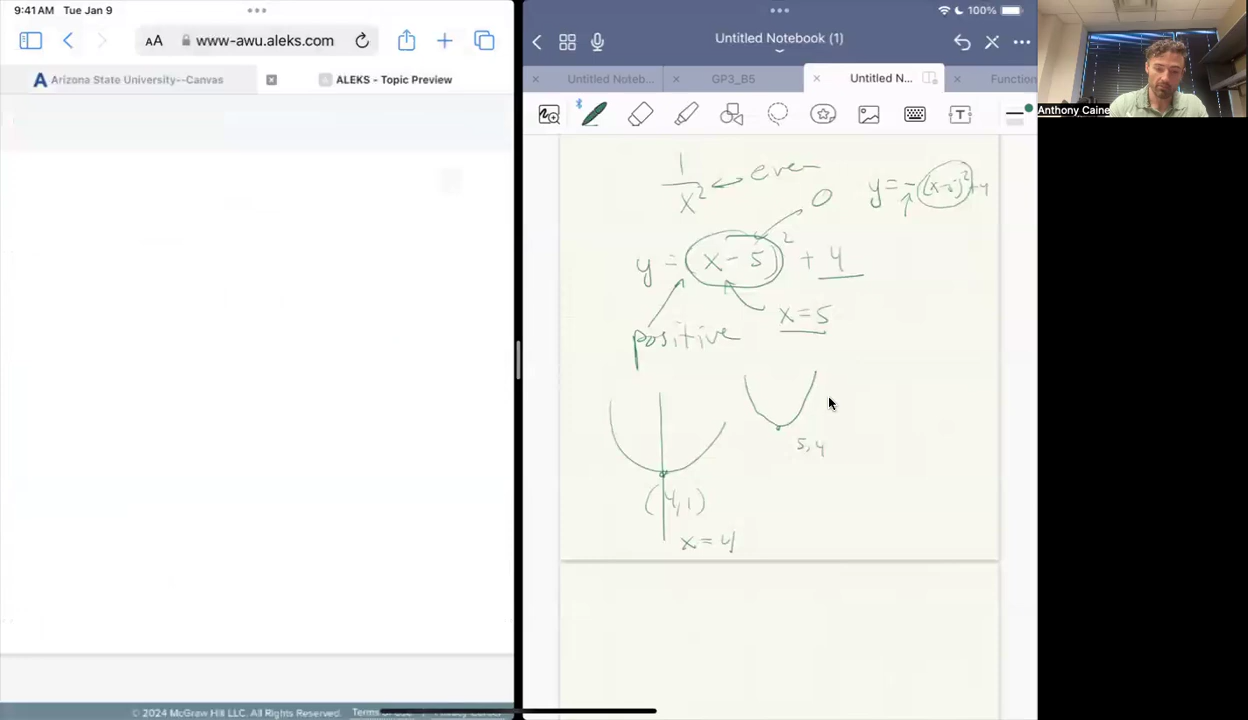 9:41 AM Tue Jan 9
100%
AA www-awu.aleks.com
Untitled Notebook (1)
Arizona State University--Canvas
ALEKS - Topic Preview
Untitled Noteb...
GP3_B5
Untitled N...
Function
Anthony Caine
T
1/x² even
0
y = -(x-5)²+4
y = (x-5)² + 4
x=5
positive
5,4
(4,1)
x=4
© 2024 McGraw Hill LLC. All Rights Reserved.